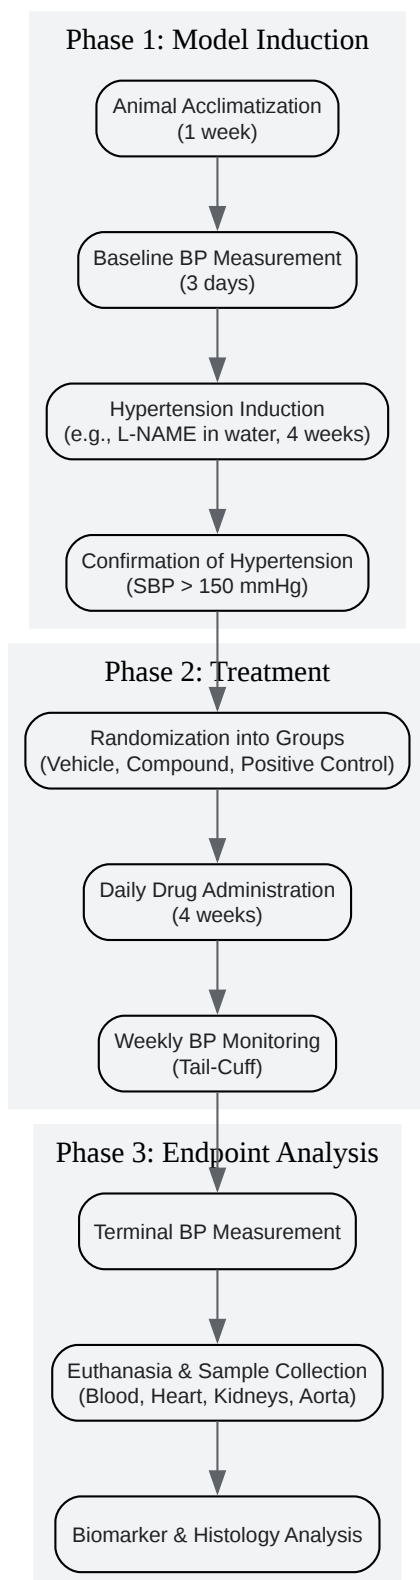 Phase 1: Model Induction
Animal Acclimatization
(1 week)
Baseline BP Measurement
(3 days)
Hypertension Induction
(e.g., L-NAME in water, 4 weeks)
Confirmation of Hypertension
(SBP > 150 mmHg)
Phase 2: Treatment
Randomization into Groups
(Vehicle, Compound, Positive Control)
Daily Drug Administration
(4 weeks)
Weekly BP Monitoring
(Tail-Cuff)
Phase 3: Endpoint Analysis
Terminal BP Measurement
Euthanasia & Sample Collection
(Blood, Heart, Kidneys, Aorta)
Biomarker & Histology Analysis